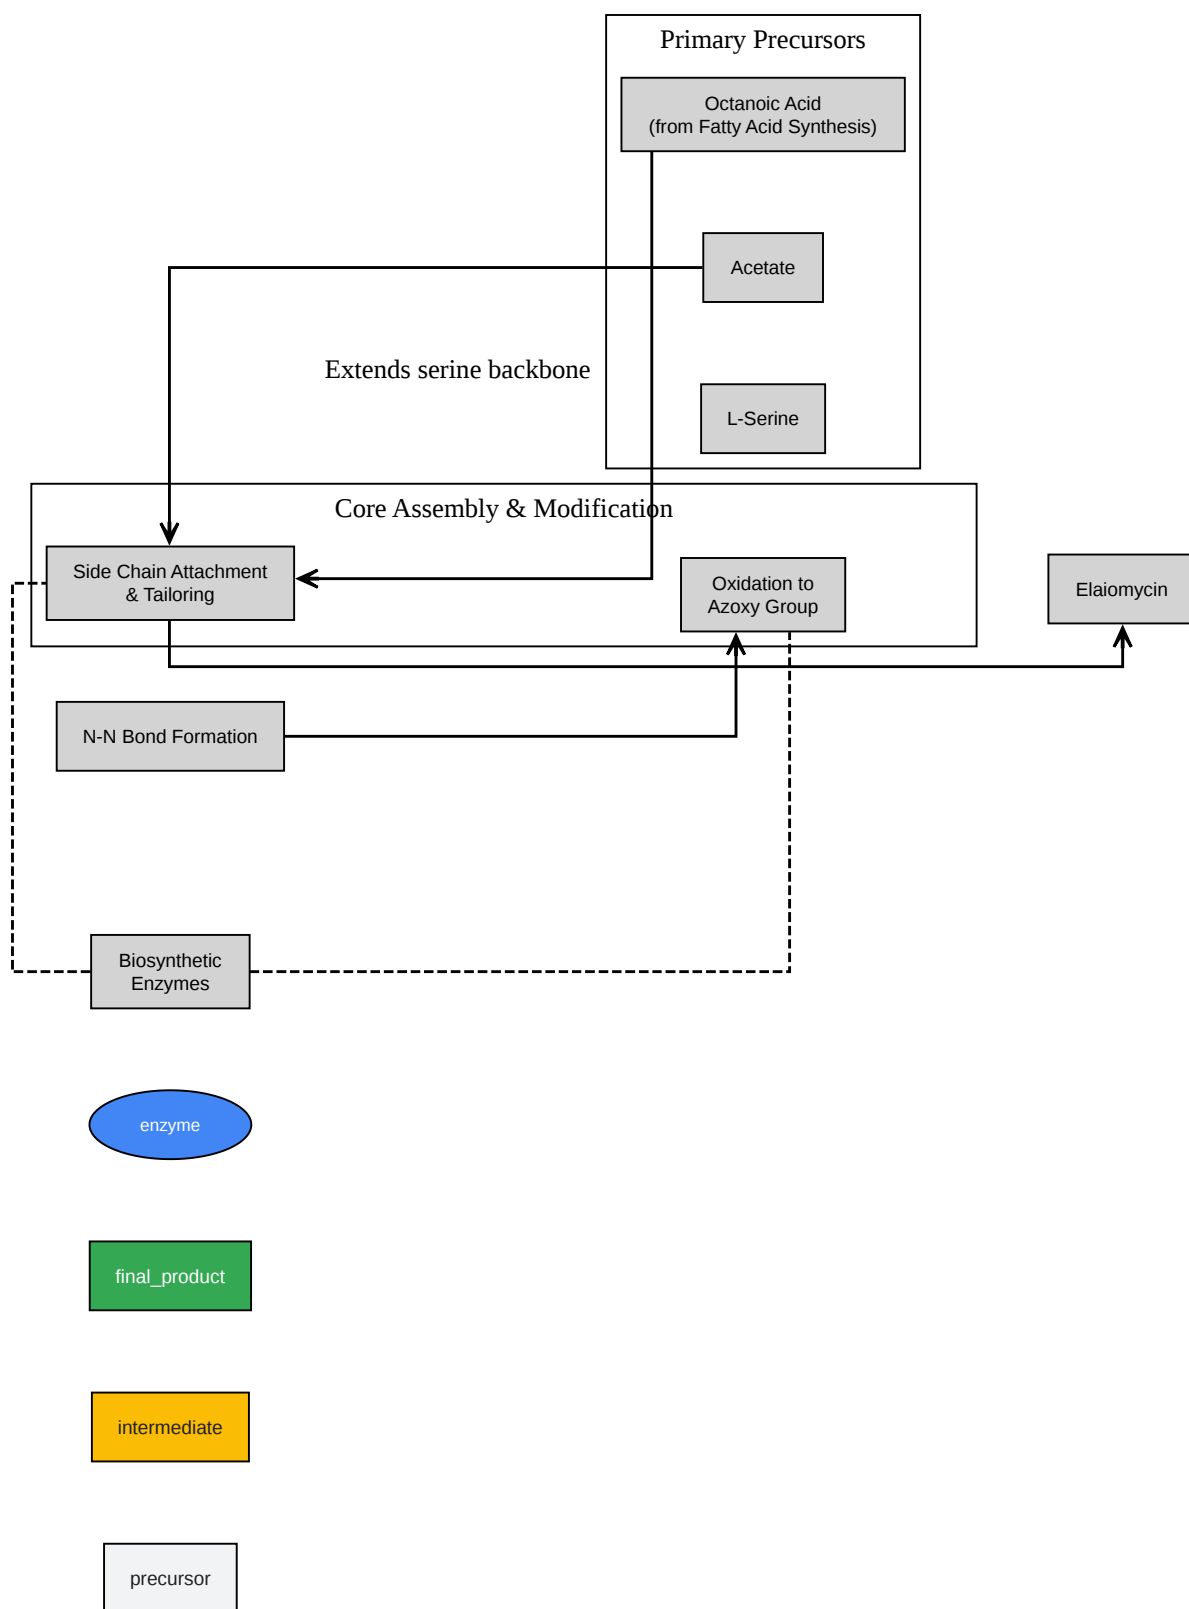 Primary Precursors
Octanoic Acid
(from Fatty Acid Synthesis)
Acetate
Extends serine backbone
L-Serine
Core Assembly & Modification
Side Chain Attachment
& Tailoring
Oxidation to
Azoxy Group
Elaiomycin
N-N Bond Formation
Biosynthetic
Enzymes
enzyme
final_product
intermediate
precursor